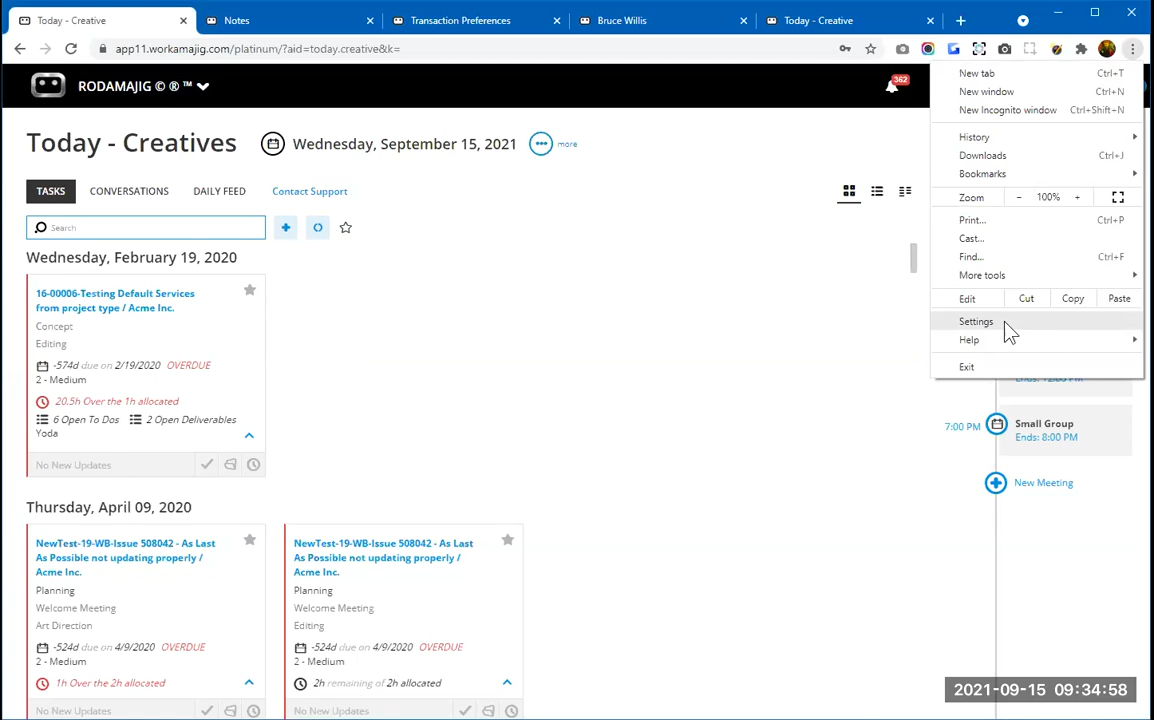 Today - Creative
Notes
Transaction Preferences
Bruce Willis
Today - Creative
app11.workamajig.com/platinum/?aid=today.creative&k=
RODAMAJIG © ® ™
362
Today - Creatives
Wednesday, September 15, 2021
more
TASKS
CONVERSATIONS
DAILY FEED
Contact Support
Search
Wednesday, February 19, 2020
16-00006-Testing Default Services
from project type / Acme Inc.
Concept
Editing
-574d due on 2/19/2020 OVERDUE
2 - Medium
20.5h Over the 1h allocated
6 Open To Dos 2 Open Deliverables
Yoda
No New Updates
Thursday, April 09, 2020
NewTest-19-WB-Issue 508042 - As Last
As Possible not updating properly /
Acme Inc.
Planning
Welcome Meeting
Art Direction
-524d due on 4/9/2020 OVERDUE
2 - Medium
1h Over the 2h allocated
No New Updates
NewTest-19-WB-Issue 508042 - As Last
As Possible not updating properly /
Acme Inc.
Planning
Welcome Meeting
Editing
-524d due on 4/9/2020 OVERDUE
2 - Medium
2h remaining of 2h allocated
No New Updates
New tab Ctrl+T
New window Ctrl+N
New Incognito window Ctrl+Shift+N
History
Downloads Ctrl+J
Bookmarks
Zoom - 100% +
Print... Ctrl+P
Cast...
Find... Ctrl+F
More tools
Edit Cut Copy Paste
Settings
Help
Exit
7:00 PM
Small Group
Ends: 8:00 PM
New Meeting
2021-09-15 09:34:58